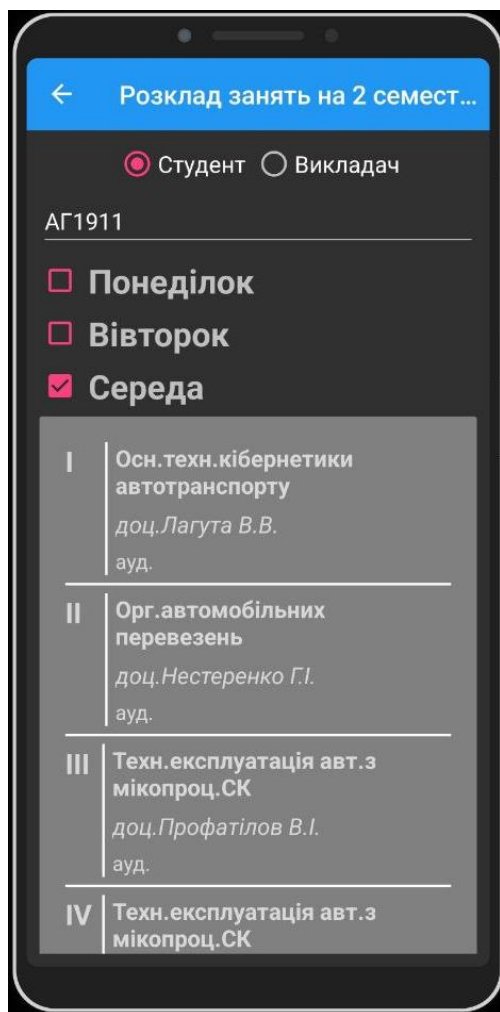 Розклад занять на 2 семест...
Студент Викладач
АГ1911
Понеділок
Вівторок
Середа
I Осн.техн.кібернетики
автотранспорту
доц.Лагута В.В.
ауд.
II Орг.автомобільних
перевезень
доц.Нестеренко Г.І.
ауд.
III Техн.експлуатація авт.з
мікопроц.СК
доц.Профатілов В.І.
ауд.
IV Техн.експлуатація авт.з
мікопроц.СК